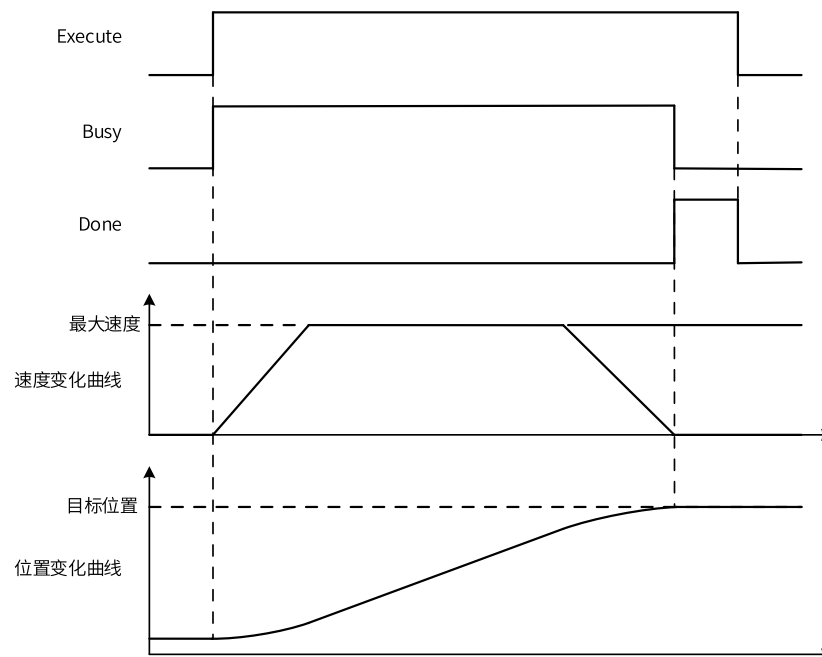 Execute
Busy
Done
最大速度
速度变化曲线
目标位置
位置变化曲线